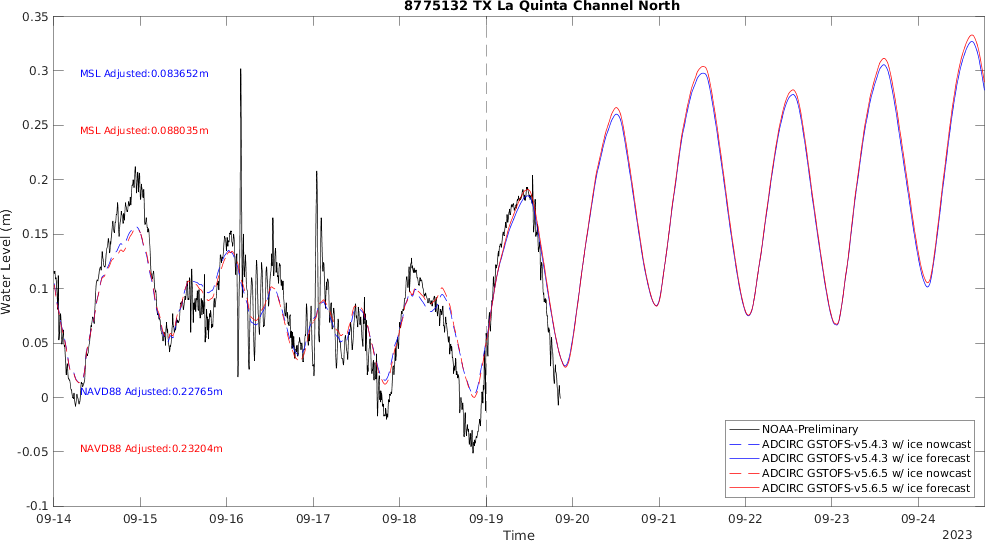 8775132 TX La Quinta Channel North
0.35
0.3
0.25
0.2
0.15
0.1
0.05
0
-0.05
-0.1
Water Level (m)
MSL Adjusted:0.083652m
MSL Adjusted:0.088035m
NAVD88 Adjusted:0.22765m
NAVD88 Adjusted:0.23204m
NOAA-Preliminary
ADCIRC GSTOFS-v5.4.3 w/ ice nowcast
ADCIRC GSTOFS-v5.4.3 w/ ice forecast
ADCIRC GSTOFS-v5.6.5 w/ ice nowcast
ADCIRC GSTOFS-v5.6.5 w/ ice forecast
09-14 09-15 09-16 09-17 09-18 09-19 09-20 09-21 09-22 09-23 09-24
Time
2023